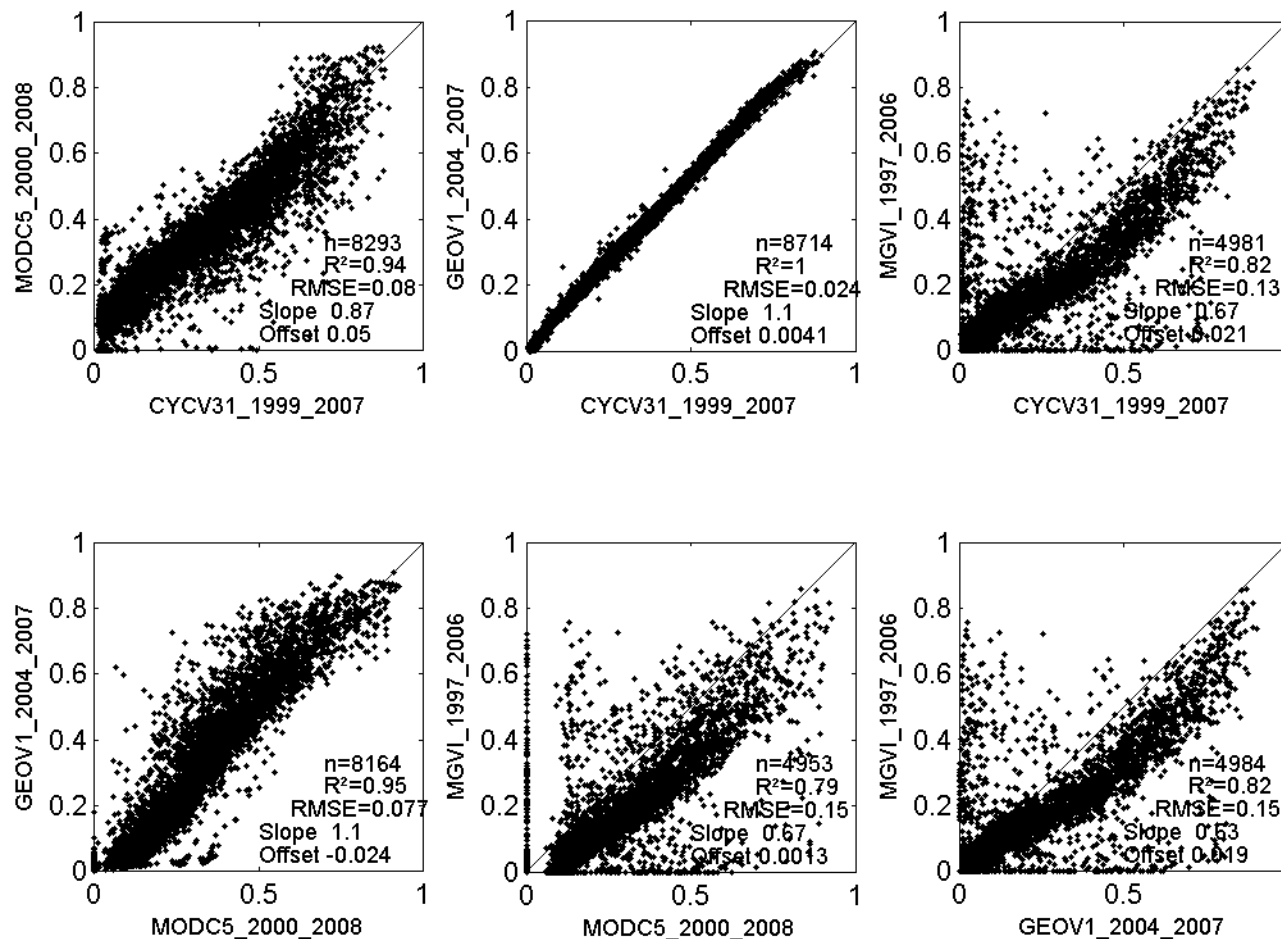 MODC5_2000_2008
1
0.8
0.6
0.4
0.2
0
n=8293
R²=0.94
RMSE=0.08
Slope 0.87
Offset 0.05
0 0.5 1
CYCV31_1999_2007
GEOV1_2004_2007
1
0.8
0.6
0.4
0.2
0
n=8714
R²=1
RMSE=0.024
Slope 1.1
Offset 0.0041
0 0.5 1
CYCV31_1999_2007
MGVI_1997_2006
1
0.8
0.6
0.4
0.2
0
n=4981
R²=0.82
RMSE=0.13
Slope 0.67
Offset 0.021
0 0.5
CYCV31_1999_2007
GEOV1_2004_2007
1
0.8
0.6
0.4
0.2
0
n=8164
R²=0.95
RMSE=0.077
Slope 1.1
Offset -0.024
0 0.5 1
MODC5_2000_2008
MGVI_1997_2006
1
0.8
0.6
0.4
0.2
0
n=4953
R²=0.79
RMSE=0.15
Slope 0.67
Offset 0.0013
0 0.5 1
MODC5_2000_2008
MGVI_1997_2006
1
0.8
0.6
0.4
0.2
0
n=4984
R²=0.82
RMSE=0.15
Slope 0.63
Offset 0.019
0 0.5
GEOV1_2004_2007